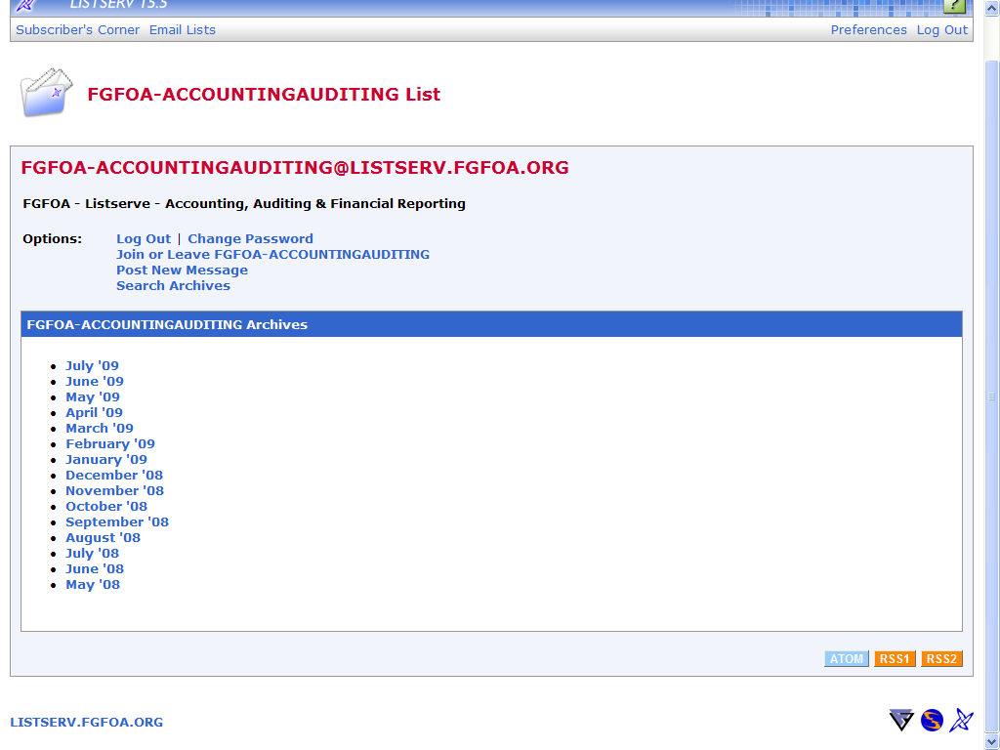 LISTSERV 15.5
?
Subscriber's Corner Email Lists Preferences Log Out
FGFOA-ACCOUNTINGAUDITING List
FGFOA-ACCOUNTINGAUDITING@LISTSERV.FGFOA.ORG
FGFOA - Listserve - Accounting, Auditing & Financial Reporting
Options: Log Out | Change Password
Join or Leave FGFOA-ACCOUNTINGAUDITING
Post New Message
Search Archives
FGFOA-ACCOUNTINGAUDITING Archives
• July '09
• June '09
• May '09
• April '09
• March '09
• February '09
• January '09
• December '08
• November '08
• October '08
• September '08
• August '08
• July '08
• June '08
• May '08
ATOM RSS1 RSS2
LISTSERV.FGFOA.ORG